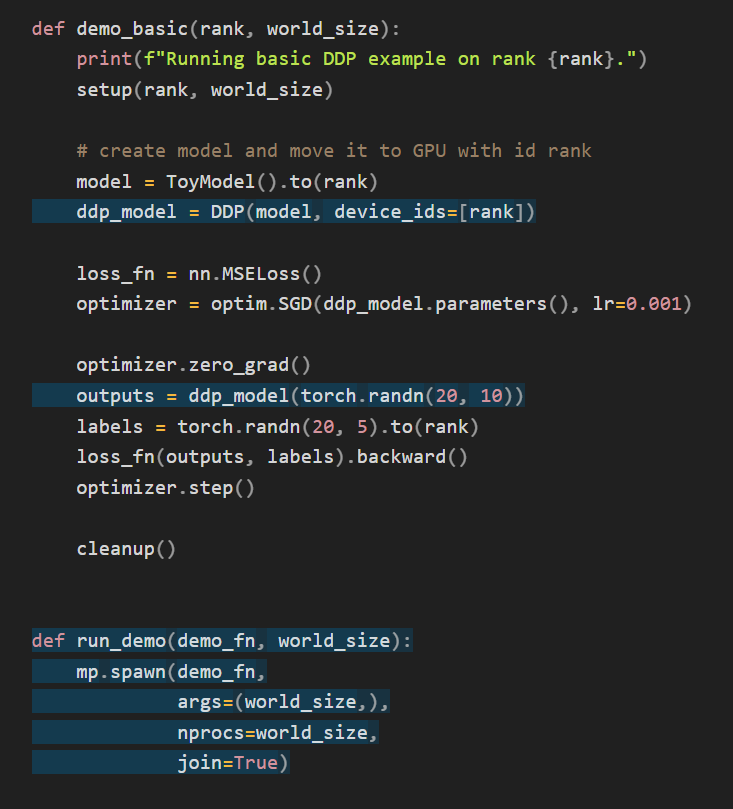 def demo_basic(rank, world_size):
    print(f"Running basic DDP example on rank {rank}.")
    setup(rank, world_size)

    # create model and move it to GPU with id rank
    model = ToyModel().to(rank)
    ddp_model = DDP(model, device_ids=[rank])

    loss_fn = nn.MSELoss()
    optimizer = optim.SGD(ddp_model.parameters(), lr=0.001)

    optimizer.zero_grad()
    outputs = ddp_model(torch.randn(20, 10))
    labels = torch.randn(20, 5).to(rank)
    loss_fn(outputs, labels).backward()
    optimizer.step()

    cleanup()


def run_demo(demo_fn, world_size):
    mp.spawn(demo_fn,
             args=(world_size,),
             nprocs=world_size,
             join=True)